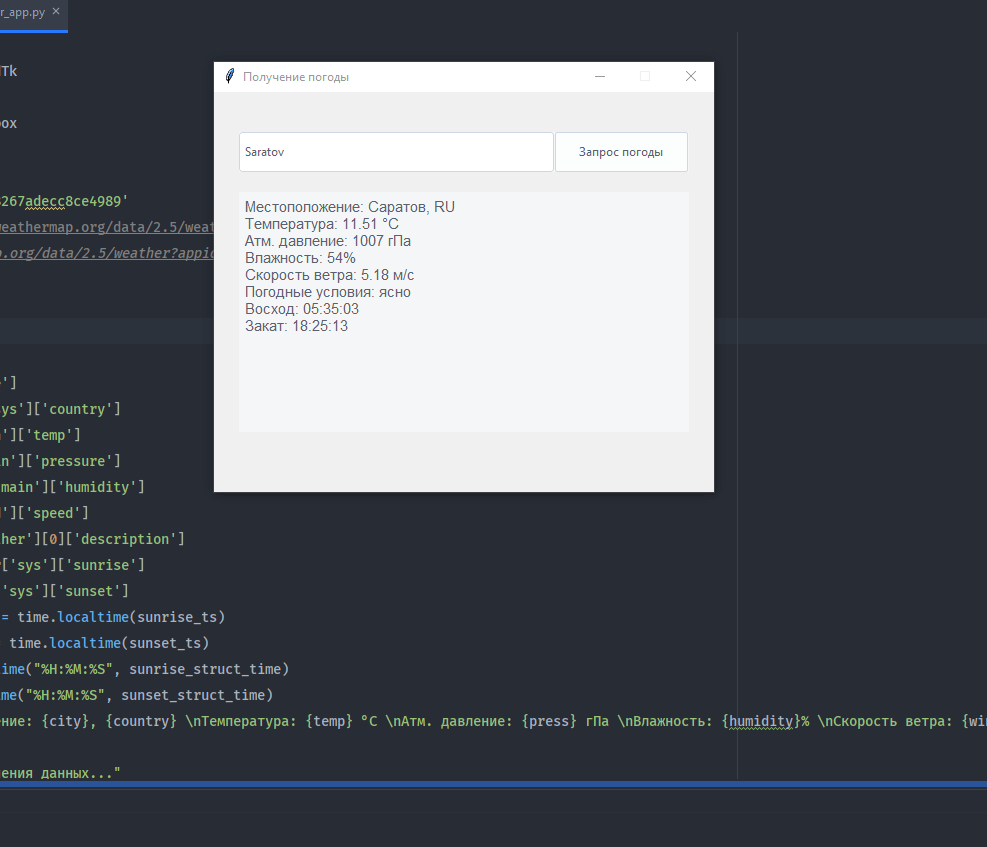 r_app.py ×
Tk
ox
267adecc8ce4989'
eathermap.org/data/2.5/weat
o.org/data/2.5/weather?appid
Получение погоды
Saratov
Запрос погоды
Местоположение: Саратов, RU
Температура: 11.51 °C
Атм. давление: 1007 гПа
Влажность: 54%
Скорость ветра: 5.18 м/с
Погодные условия: ясно
Восход: 05:35:03
Закат: 18:25:13
']
ys']['country']
']['temp']
n']['pressure']
main']['humidity']
']['speed']
her'][0]['description']
['sys']['sunrise']
'sys']['sunset']
= time.localtime(sunrise_ts)
time.localtime(sunset_ts)
ime("%H:%M:%S", sunrise_struct_time)
me("%H:%M:%S", sunset_struct_time)
ение: {city}, {country} \nТемпература: {temp} °C \nАтм. давление: {press} гПа \nВлажность: {humidity}% \nСкорость ветра: {wi
ения данных..."